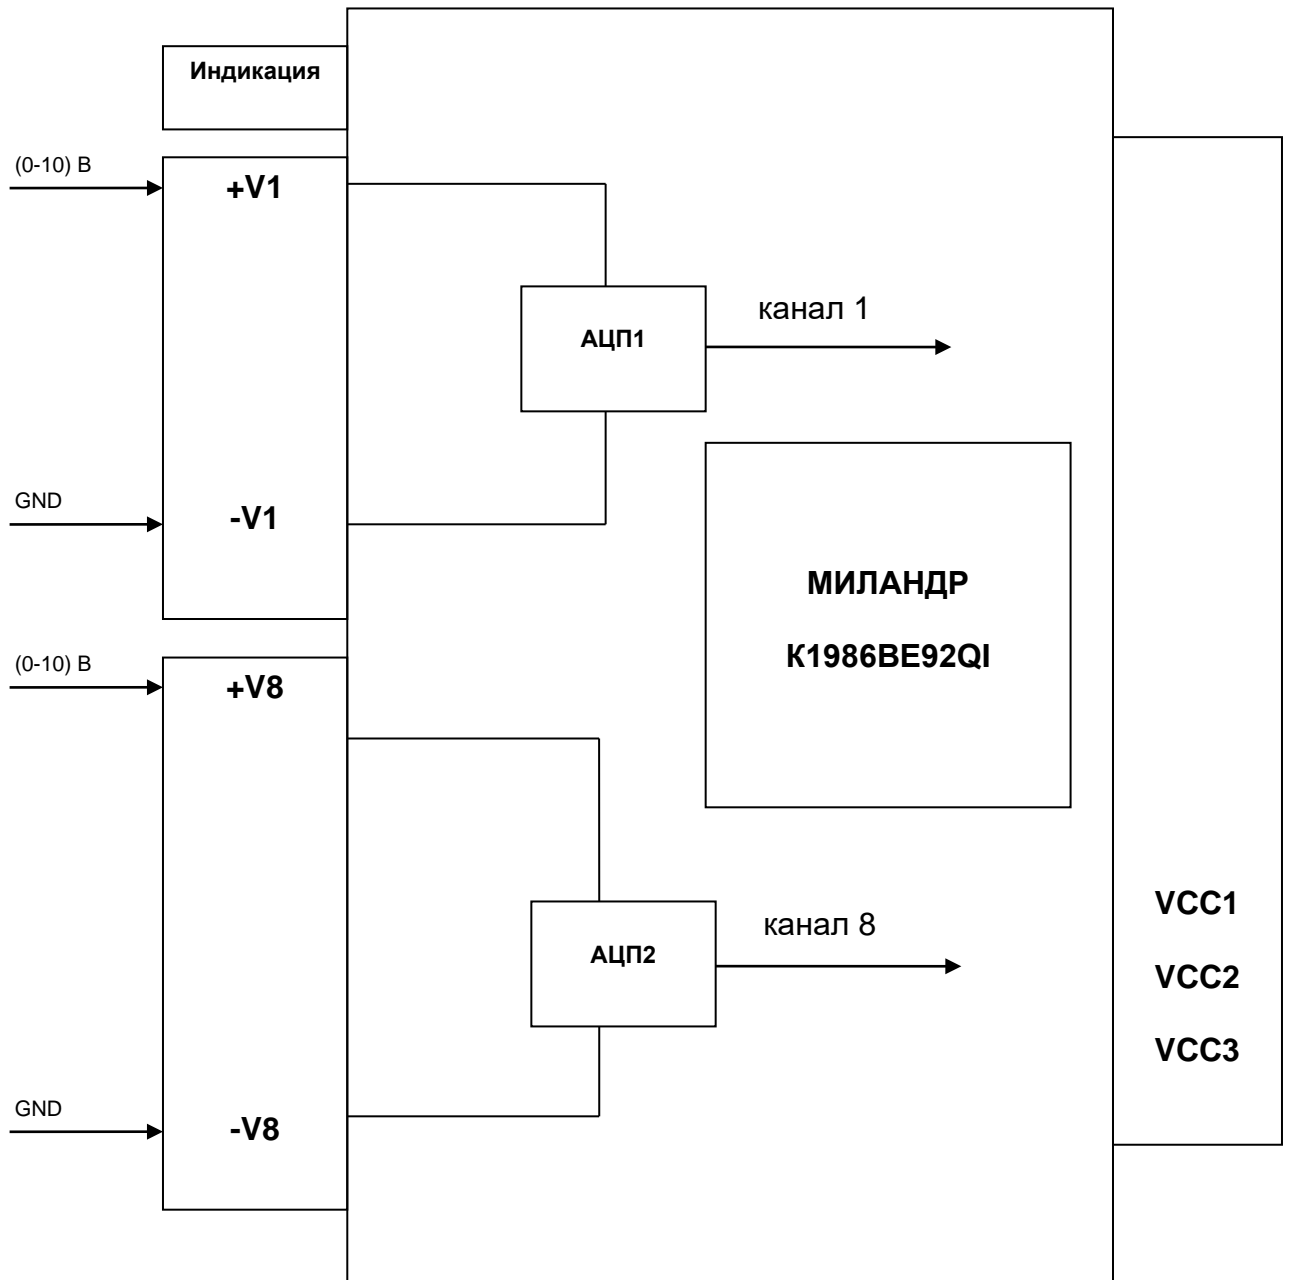 Индикация
(0-10) В
+V1
АЦП1
канал 1
GND
-V1
МИЛАНДР
К1986ВЕ92QI
(0-10) В
+V8
АЦП2
канал 8
VCC1
VCC2
VCC3
GND
-V8